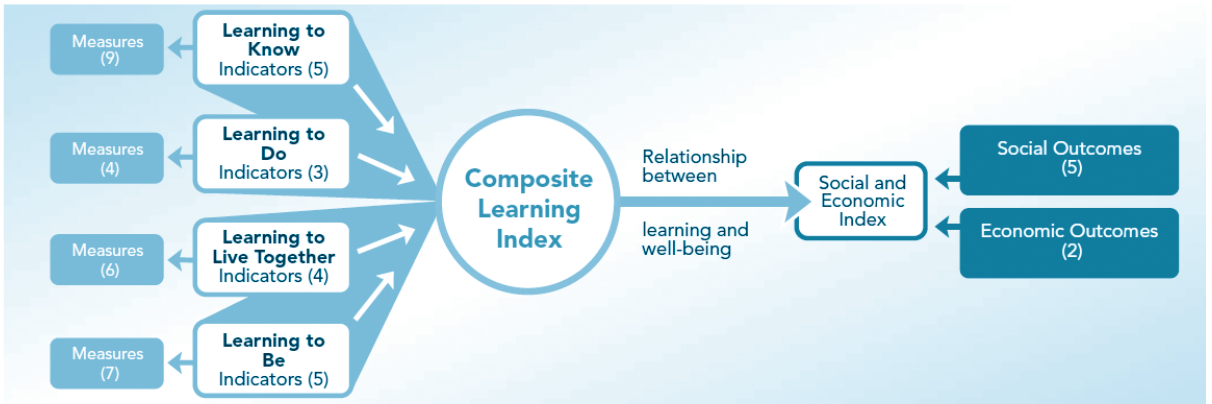 Measures
(9)
Learning to
Know
Indicators (5)
Measures
(4)
Learning to
Do
Indicators (3)
Measures
(6)
Learning to
Live Together
Indicators (4)
Measures
(7)
Learning to
Be
Indicators (5)
Composite
Learning
Index
Relationship
between
learning and
well-being
Social and
Economic
Index
Social Outcomes
(5)
Economic Outcomes
(2)